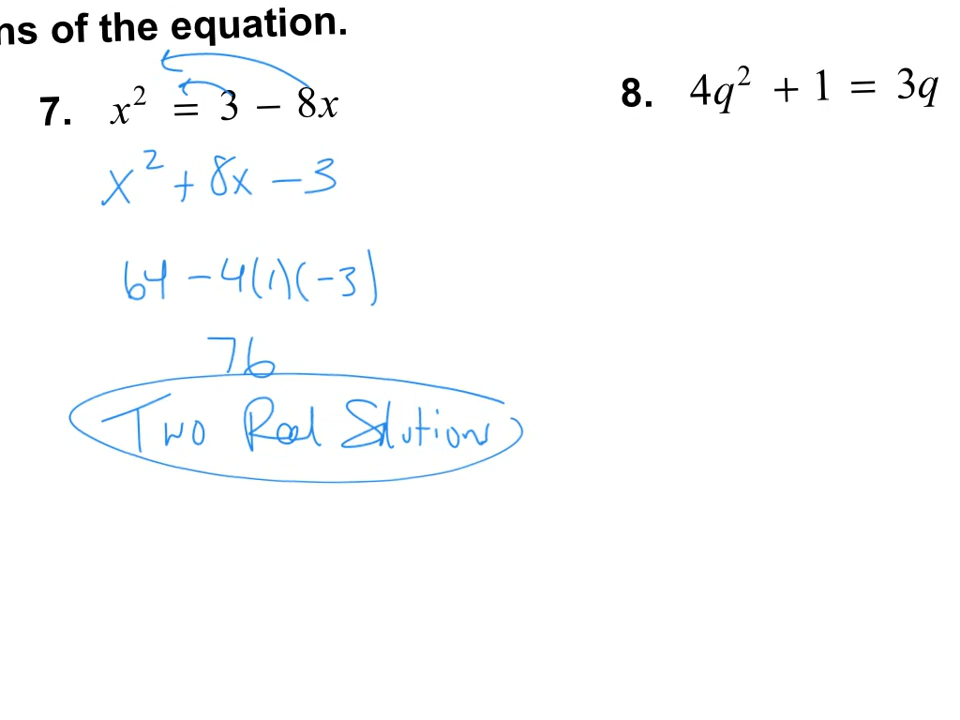 ns of the equation.
7. x² = 3 − 8x
8. 4q² + 1 = 3q
x² + 8x − 3
64 − 4(1)(−3)
76
Two Real Solutions